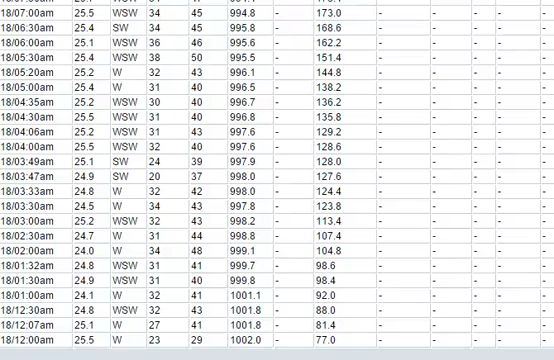 18/07:00am 25.5 WSW 34 45 994.8 - 173.0 - - - - -
18/06:30am 25.4 SW 34 45 995.8 - 168.6 - - - - -
18/06:00am 25.1 WSW 36 46 995.6 - 162.2 - - - - -
18/05:30am 25.4 WSW 38 50 995.5 - 151.4 - - - - -
18/05:20am 25.2 W 32 43 996.1 - 144.8 - - - - -
18/05:00am 25.4 W 31 40 996.5 - 138.2 - - - - -
18/04:35am 25.2 WSW 30 40 996.7 - 136.2 - - - - -
18/04:30am 25.5 WSW 31 40 996.8 - 135.8 - - - - -
18/04:06am 25.2 WSW 31 43 997.6 - 129.2 - - - - -
18/04:00am 25.5 WSW 32 40 997.6 - 128.6 - - - - -
18/03:49am 25.1 SW 24 39 997.9 - 128.0 - - - - -
18/03:47am 24.9 SW 20 37 998.0 - 127.6 - - - - -
18/03:33am 24.8 W 32 42 998.0 - 124.4 - - - - -
18/03:30am 24.5 W 34 43 997.8 - 123.8 - - - - -
18/03:00am 25.2 WSW 32 43 998.2 - 113.4 - - - - -
18/02:30am 24.7 W 31 44 998.8 - 107.4 - - - - -
18/02:00am 24.0 W 34 48 999.1 - 104.8 - - - - -
18/01:32am 24.8 WSW 31 41 999.7 - 98.6 - - - - -
18/01:30am 24.9 WSW 31 40 999.8 - 98.4 - - - - -
18/01:00am 24.1 W 32 41 1001.1 - 92.0 - - - - -
18/12:30am 24.8 WSW 32 43 1001.8 - 88.0 - - - - -
18/12:07am 25.1 W 27 41 1001.8 - 81.4 - - - - -
18/12:00am 25.5 W 23 29 1002.0 - 77.0 - - - - -